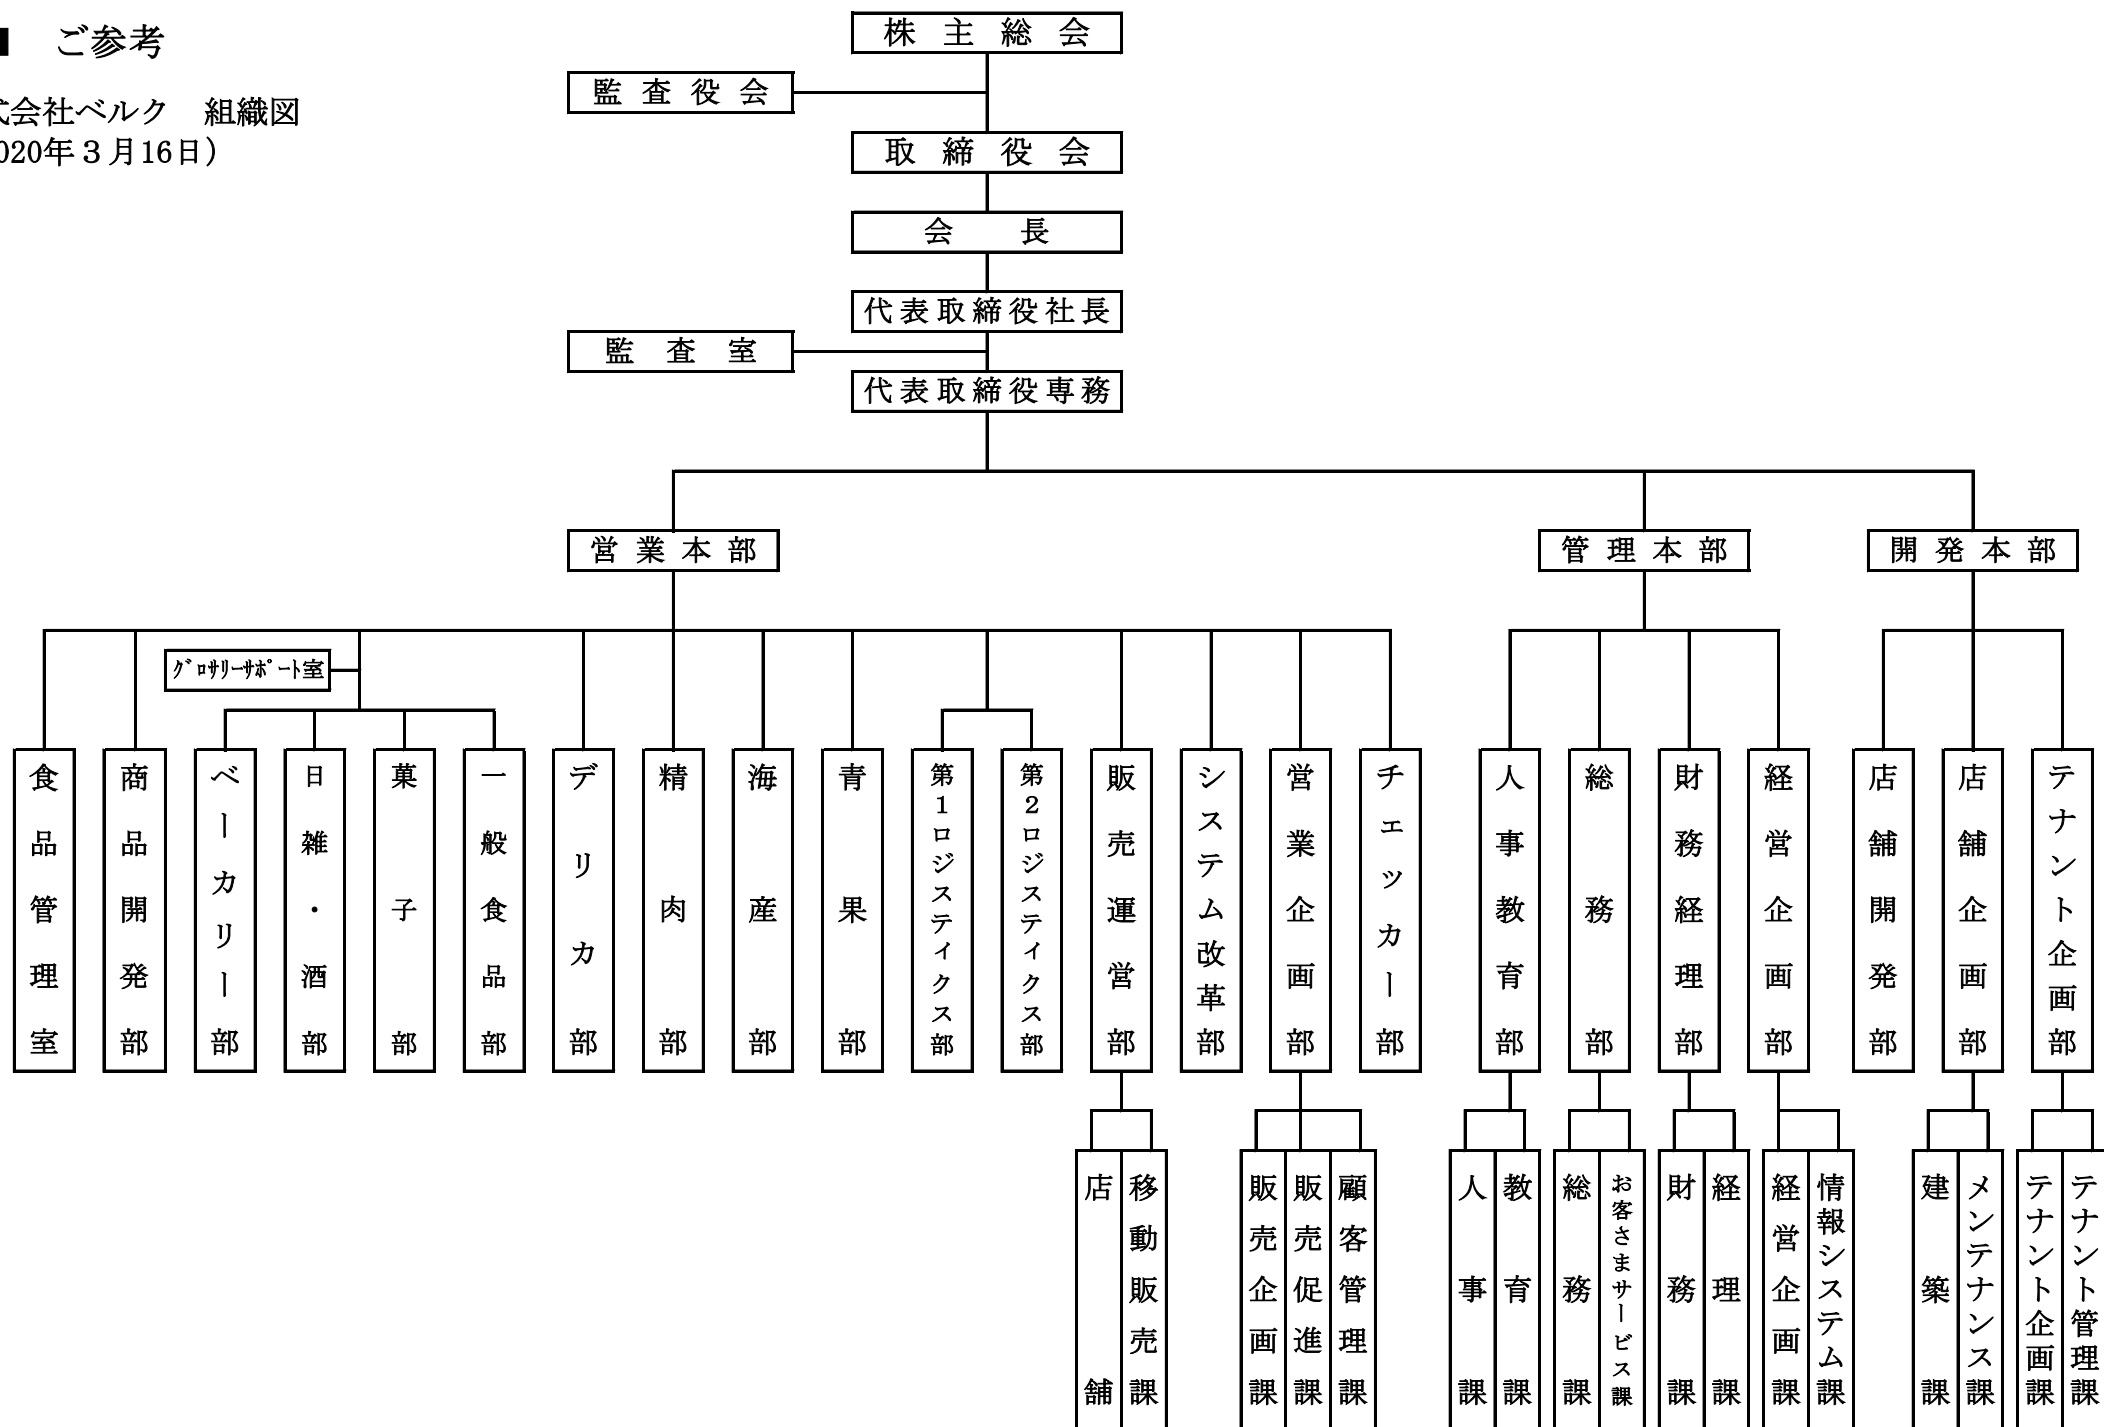 ご参考
式会社ベルク 組織図
020年３月16日）
株主総会
監査役会
取締役会
会長
代表取締役社長
監査室
代表取締役専務
営業本部
管理本部
開発本部
ｸﾞﾛｻﾘｰｻﾎﾟｰﾄ室
食品管理室
商品開発部
ベーカリー部
日雑・酒部
菓子部
一般食品部
デリカ部
精肉部
海産部
青果部
第1ロジスティクス部
第2ロジスティクス部
販売運営部
システム改革部
営業企画部
チェッカー部
人事教育部
総務部
財務経理部
経営企画部
店舗開発部
店舗企画部
テナント企画部
店舗
移動販売課
販売企画課
販売促進課
顧客管理課
人事課
教育課
総務課
お客さまサービス課
財務課
経理課
経営企画課
情報システム課
建築課
メンテナンス課
テナント企画課
テナント管理課